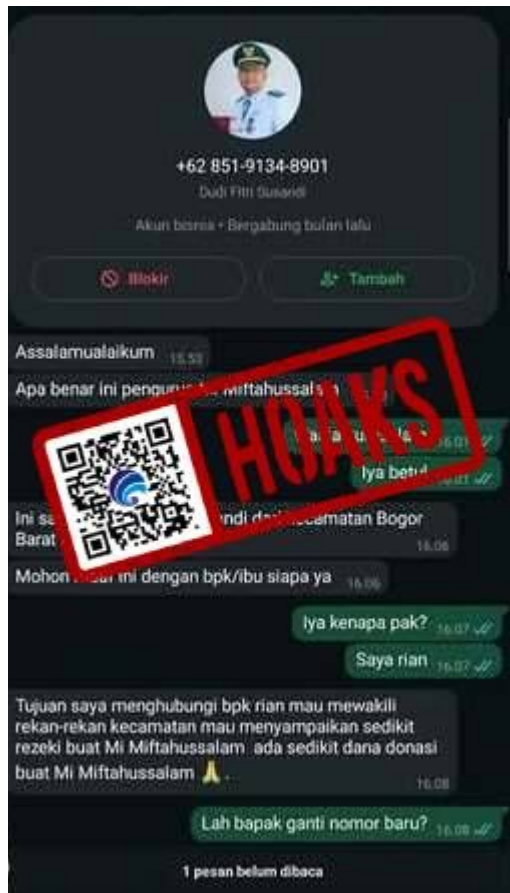 +62 851-9134-8901
Dudi Fitri Susandi
Akun bisnis • Bergabung bulan lalu
Blokir
Tambah
Assalamualaikum 15.53
Apa benar ini Miftahussalam
HOAKS
16.01
Iya betul 16.01
Ini kecamatan Bogor
Barat 16.06
Mohon ini dengan bpk/ibu siapa ya 16.06
Iya kenapa pak? 16.07
Saya rian 16.07
Tujuan saya menghubungi bpk rian mau mewakili
rekan-rekan kecamatan mau menyampaikan sedikit
rezeki buat Mi Miftahussalam ada sedikit dana donasi
buat Mi Miftahussalam 🙏 .
16.08
Lah bapak ganti nomor baru? 16.08
1 pesan belum dibaca